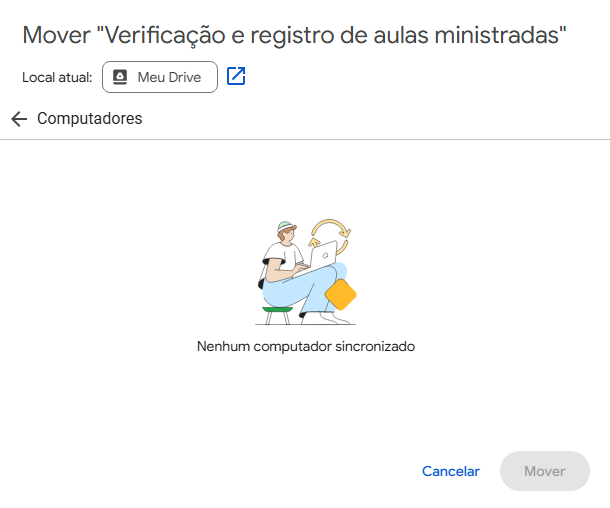 Mover "Verificação e registro de aulas ministradas"
Local atual: Meu Drive
Computadores
Nenhum computador sincronizado
Cancelar Mover